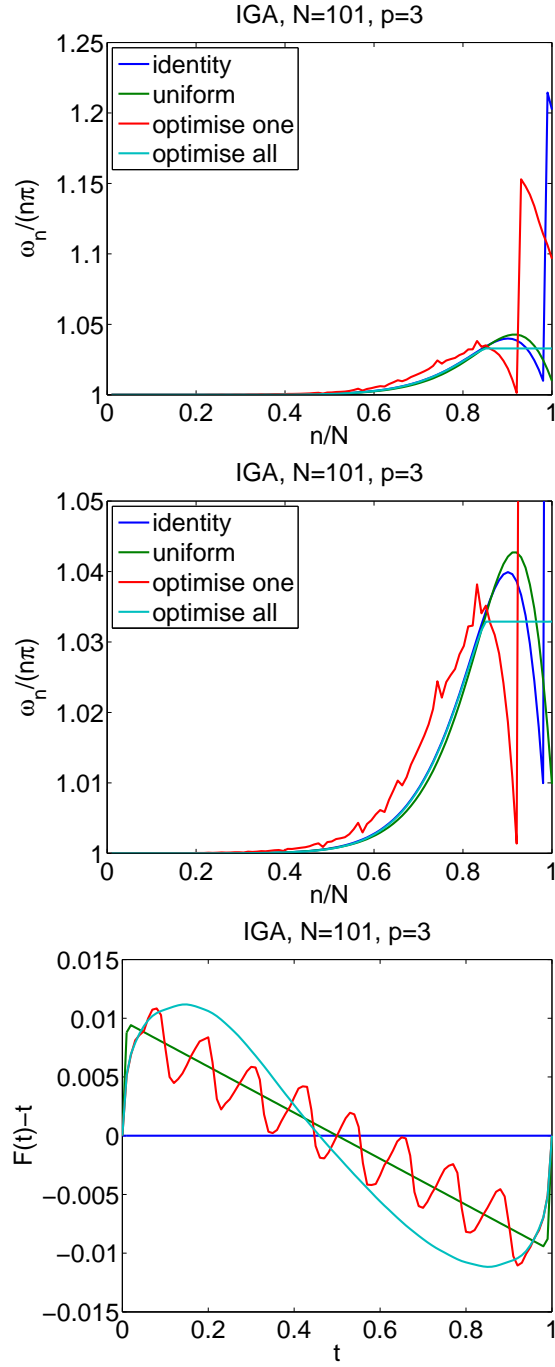 IGA, N=101, p=3
1.25
1.2
1.15
1.1
1.05
1
ω_n/(nπ)
identity
uniform
optimise one
optimise all
0 0.2 0.4 0.6 0.8 1
n/N
IGA, N=101, p=3
1.05
1.04
1.03
1.02
1.01
1
ω_n/(nπ)
identity
uniform
optimise one
optimise all
0 0.2 0.4 0.6 0.8 1
n/N
IGA, N=101, p=3
0.015
0.01
0.005
0
−0.005
−0.01
−0.015
F(t)−t
0 0.2 0.4 0.6 0.8 1
t